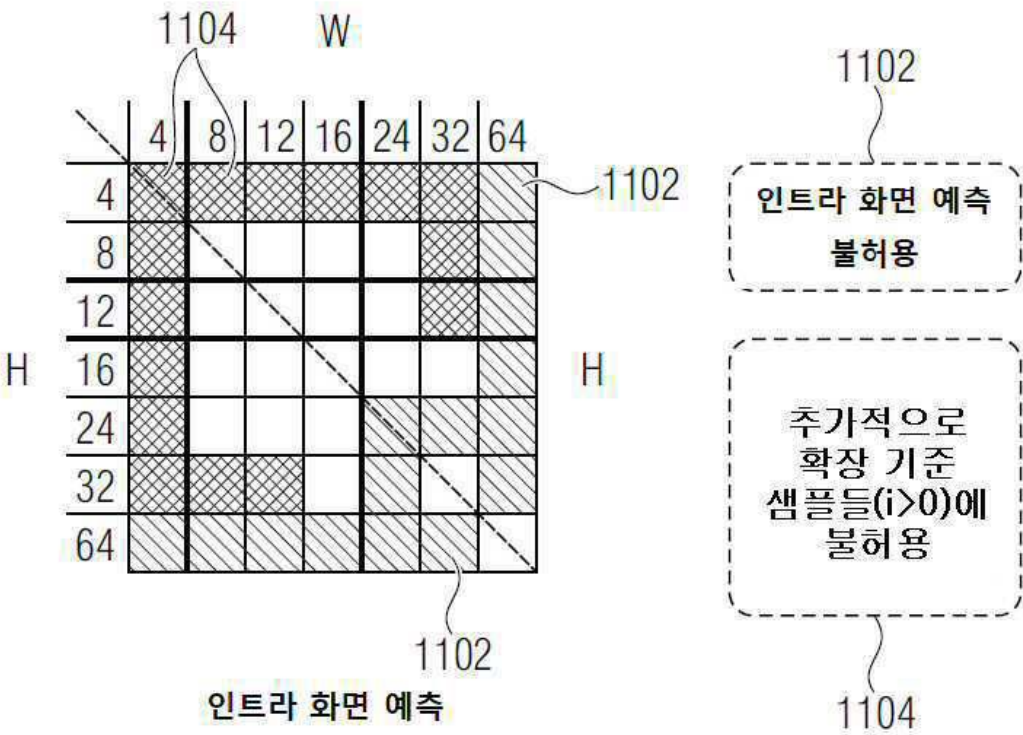 1104
W
4 8 12 16 24 32 64
4
8
12
H
16
24
32
64
1102
H
1102
인트라 화면 예측
1102
인트라 화면 예측
불허용
추가적으로
확장 기준
샘플들(i>0)에
불허용
1104